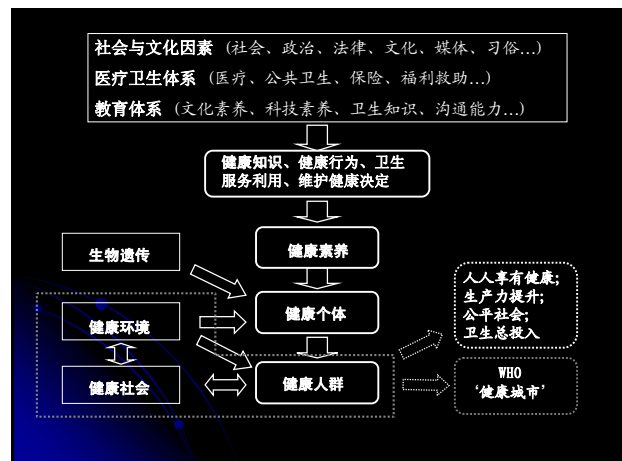 社会与文化因素（社会、政治、法律、文化、媒体、习俗…）
医疗卫生体系（医疗、公共卫生、保险、福利救助…）
教育体系（文化素养、科技素养、卫生知识、沟通能力…）
健康知识、健康行为、卫生
服务利用、维护健康决定
健康素养
生物遗传
人人享有健康;
生产力提升;
公平社会;
卫生总投入
健康个体
健康环境
健康社会
健康人群
WHO
‘健康城市’